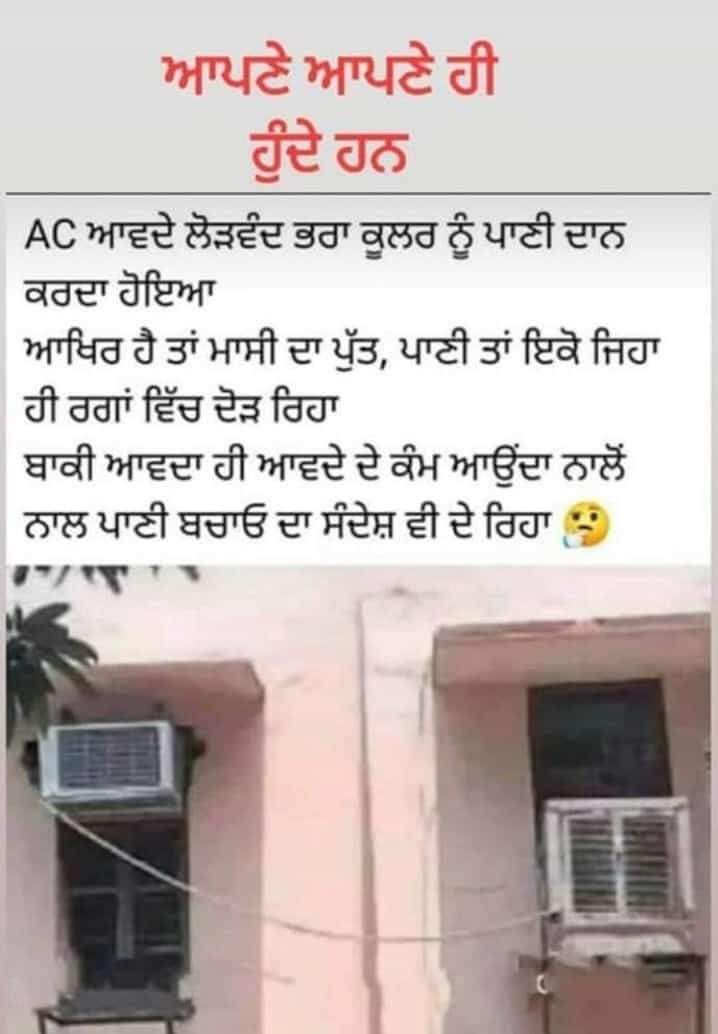 ਆਪਣੇ ਆਪਣੇ ਹੀ
ਹੁੰਦੇ ਹਨ
AC ਆਵਦੇ ਲੋੜਵੰਦ ਭਰਾ ਕੂਲਰ ਨੂੰ ਪਾਣੀ ਦਾਨ
ਕਰਦਾ ਹੋਇਆ
ਆਖਿਰ ਹੈ ਤਾਂ ਮਾਸੀ ਦਾ ਪੁੱਤ, ਪਾਣੀ ਤਾਂ ਇਕੋ ਜਿਹਾ
ਹੀ ਰਗਾਂ ਵਿੱਚ ਦੋੜ ਰਿਹਾ
ਬਾਕੀ ਆਵਦਾ ਹੀ ਆਵਦੇ ਦੇ ਕੰਮ ਆਉਂਦਾ ਨਾਲੋਂ
ਨਾਲ ਪਾਣੀ ਬਚਾਓ ਦਾ ਸੰਦੇਸ਼ ਵੀ ਦੇ ਰਿਹਾ 🤔